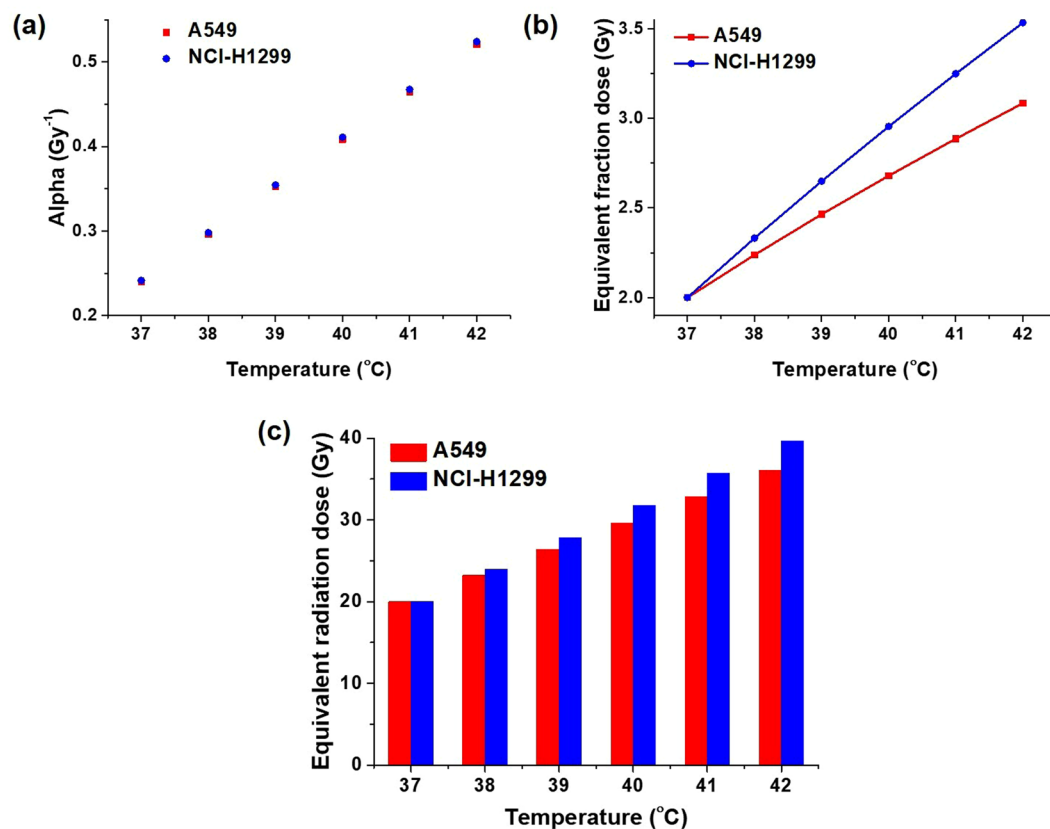 (a)
A549
NCI-H1299
Alpha (Gy⁻¹)
0.5
0.4
0.3
0.2
37 38 39 40 41 42
Temperature (°C)
(b)
A549
NCI-H1299
Equivalent fraction dose (Gy)
3.5
3.0
2.5
2.0
37 38 39 40 41 42
Temperature (°C)
(c)
A549
NCI-H1299
Equivalent radiation dose (Gy)
40
30
20
10
0
37 38 39 40 41 42
Temperature (°C)